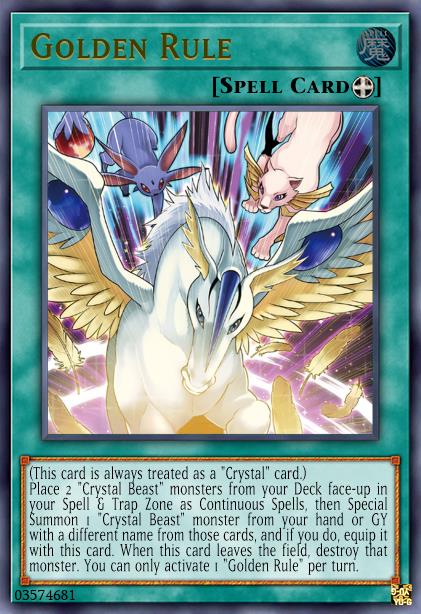 GOLDEN RULE
魔
[SPELL CARD]
(This card is always treated as a "Crystal" card.)
Place 2 "Crystal Beast" monsters from your Deck face-up in
your Spell & Trap Zone as Continuous Spells, then Special
Summon 1 "Crystal Beast" monster from your hand or GY
with a different name from those cards, and if you do, equip it
with this card. When this card leaves the field, destroy that
monster. You can only activate 1 "Golden Rule" per turn.
03574681